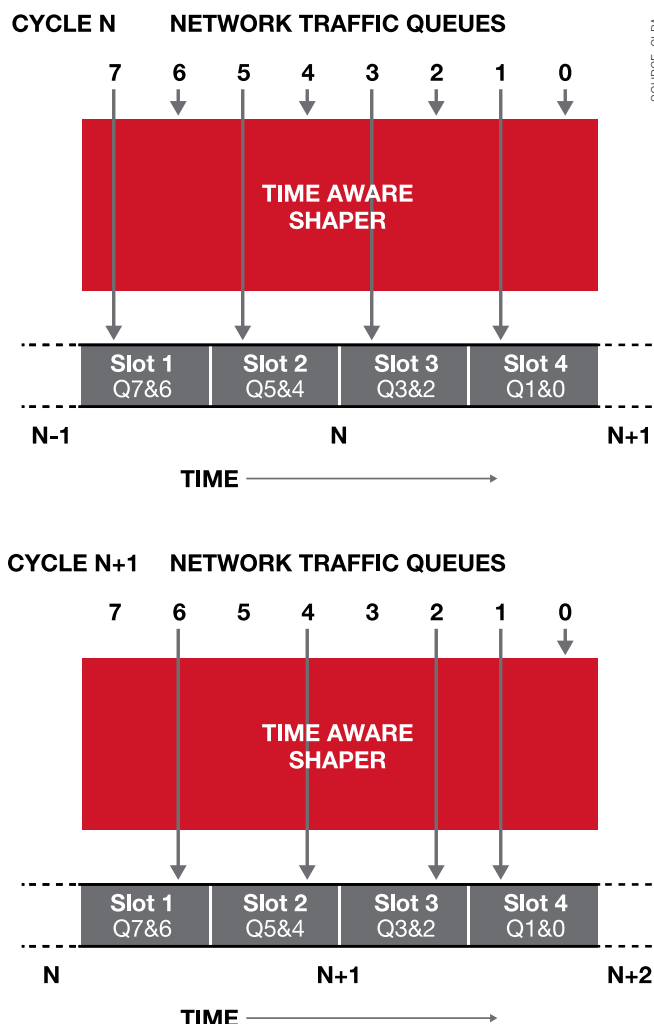 CYCLE N NETWORK TRAFFIC QUEUES
7 6 5 4 3 2 1 0
TIME AWARE
SHAPER
Slot 1 Slot 2 Slot 3 Slot 4
Q7&6 Q5&4 Q3&2 Q1&0
N-1 N N+1
TIME
CYCLE N+1 NETWORK TRAFFIC QUEUES
7 6 5 4 3 2 1 0
TIME AWARE
SHAPER
Slot 1 Slot 2 Slot 3 Slot 4
Q7&6 Q5&4 Q3&2 Q1&0
N N+1 N+2
TIME